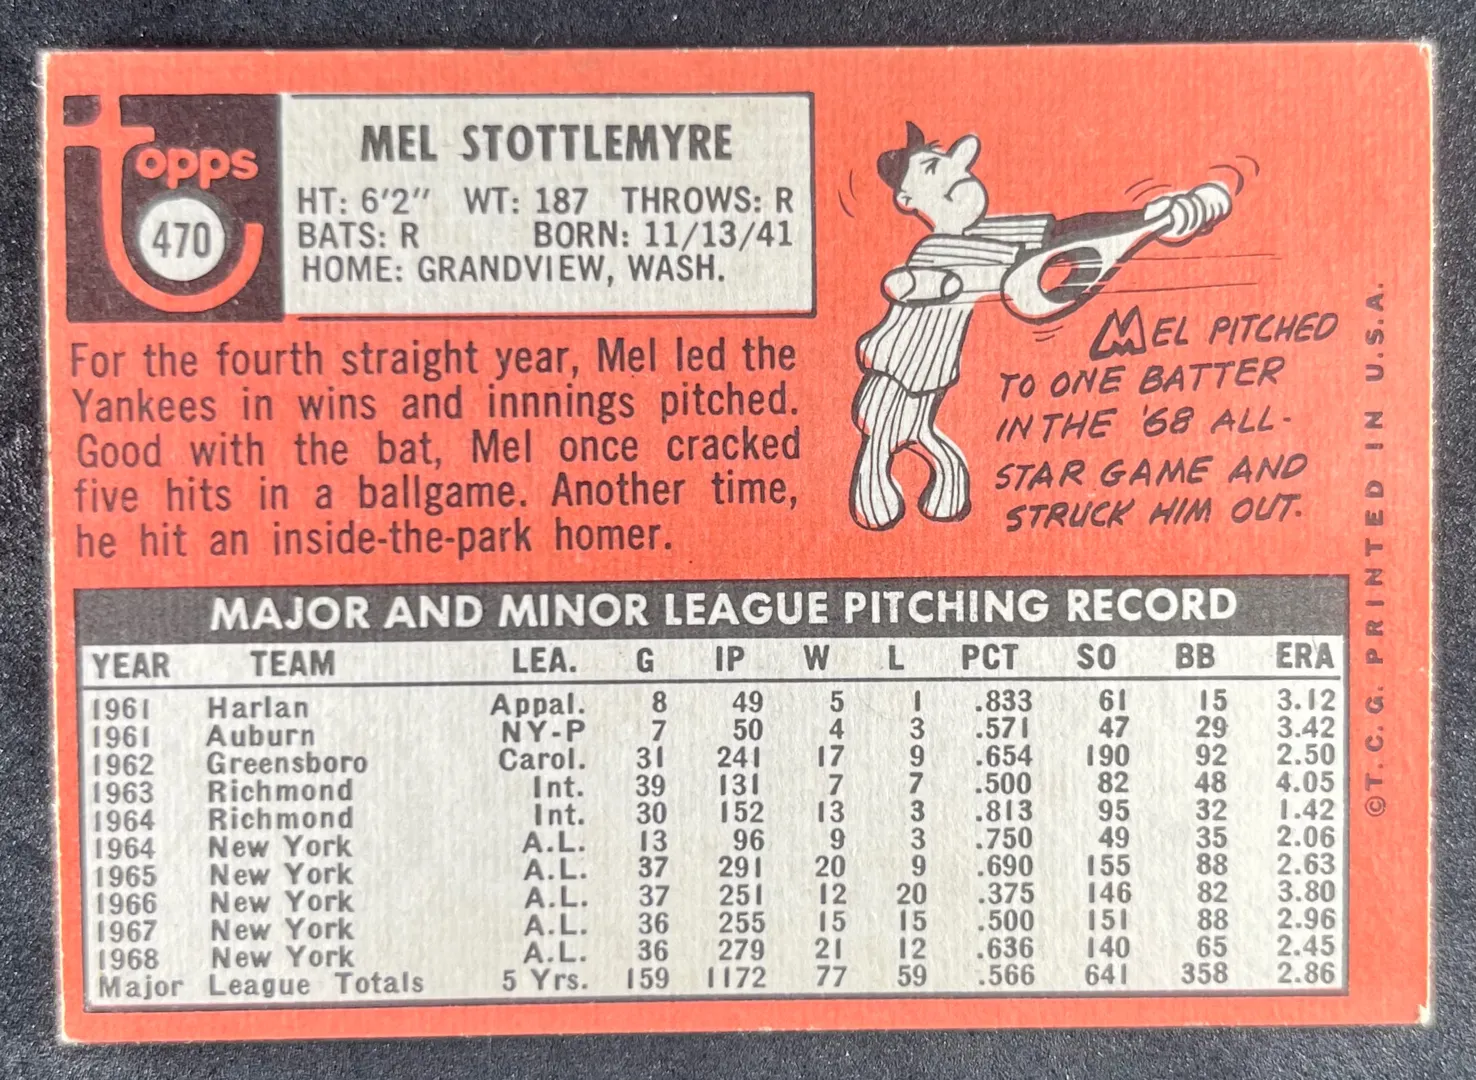 topps
470
MEL STOTTLEMYRE
HT: 6'2" WT: 187 THROWS: R
BATS: R BORN: 11/13/41
HOME: GRANDVIEW, WASH.
For the fourth straight year, Mel led the
Yankees in wins and innnings pitched.
Good with the bat, Mel once cracked
five hits in a ballgame. Another time,
he hit an inside-the-park homer.
MEL PITCHED
TO ONE BATTER
IN THE '68 ALL-
STAR GAME AND
STRUCK HIM OUT.
©T.C.G. PRINTED IN U.S.A.
MAJOR AND MINOR LEAGUE PITCHING RECORD
YEAR TEAM LEA. G IP W L PCT SO BB ERA
1961 Harlan Appal. 8 49 5 1 .833 61 15 3.12
1961 Auburn NY-P 7 50 4 3 .571 47 29 3.42
1962 Greensboro Carol. 31 241 17 9 .654 190 92 2.50
1963 Richmond Int. 39 131 7 7 .500 82 48 4.05
1964 Richmond Int. 30 152 13 3 .813 95 32 1.42
1964 New York A.L. 13 96 9 3 .750 49 35 2.06
1965 New York A.L. 37 291 20 9 .690 155 88 2.63
1966 New York A.L. 37 251 12 20 .375 146 82 3.80
1967 New York A.L. 36 255 15 15 .500 151 88 2.96
1968 New York A.L. 36 279 21 12 .636 140 65 2.45
Major League Totals 5 Yrs. 159 1172 77 59 .566 641 358 2.86